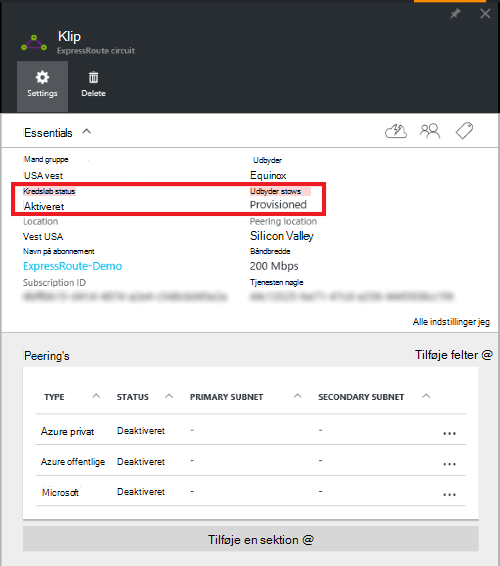 Klip
ExpressRoute circuit
Settings
Delete
Essentials
Mand gruppe
Udbyder
USA vest
Equinox
Kredsløb status
Udbyder stows
Aktiveret
Provisioned
Location
Peering location
Vest USA
Silicon Valley
Navn på abonnement
Båndbredde
ExpressRoute-Demo
200 Mbps
Subscription ID
Tjenesten nøgle
Alle indstillinger jeg
Peering's
Tilføje felter @
TYPE
STATUS
PRIMARY SUBNET
SECONDARY SUBNET
Azure privat
Deaktiveret
-
-
...
Azure offentlige
Deaktiveret
-
-
...
Microsoft
Deaktiveret
-
-
...
Tilføje en sektion @